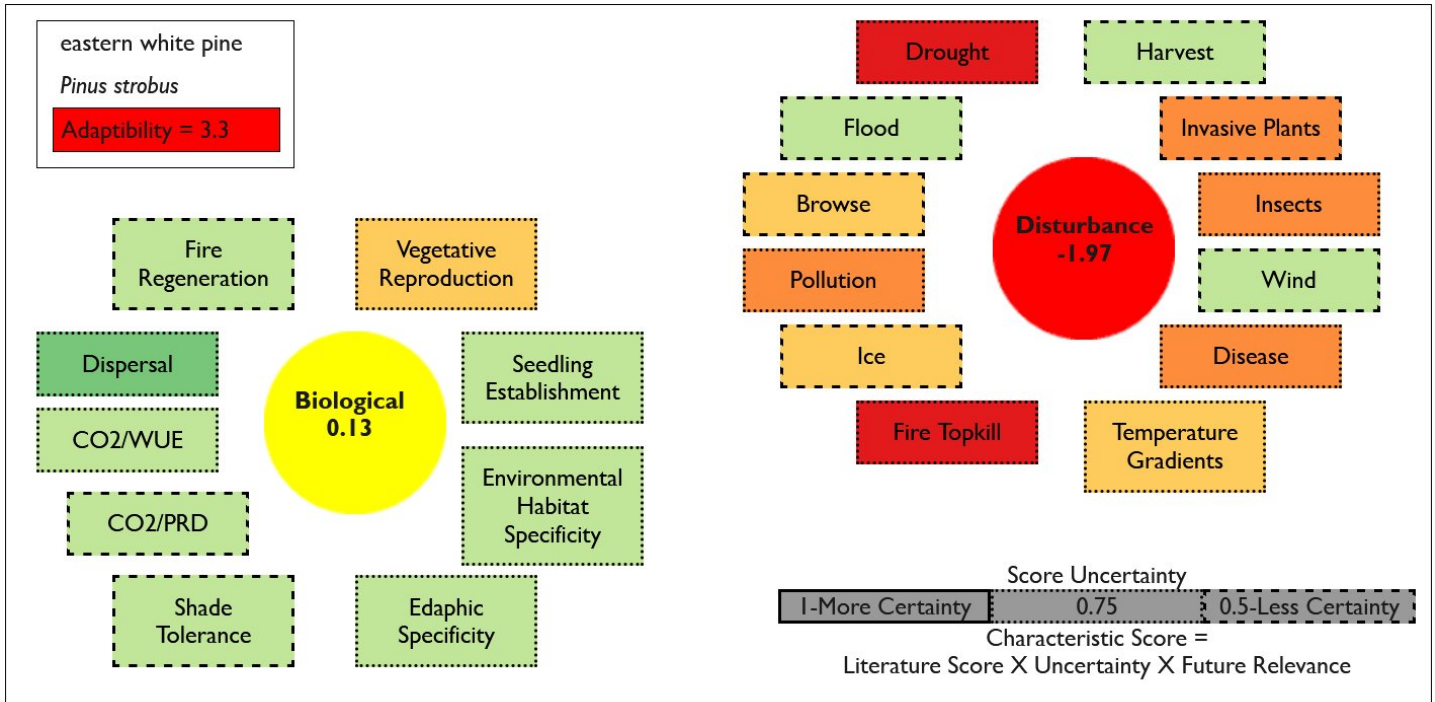 eastern white pine
Pinus strobus
Adaptibility = 3.3
Fire
Regeneration
Vegetative
Reproduction
Dispersal
Seedling
Establishment
Biological
0.13
CO2/WUE
Environmental
Habitat
Specificity
CO2/PRD
Shade
Tolerance
Edaphic
Specificity
Drought
Harvest
Flood
Invasive Plants
Browse
Insects
Disturbance
-1.97
Pollution
Wind
Ice
Disease
Fire Topkill
Temperature
Gradients
Score Uncertainty
1-More Certainty
0.75
0.5-Less Certainty
Characteristic Score =
Literature Score X Uncertainty X Future Relevance